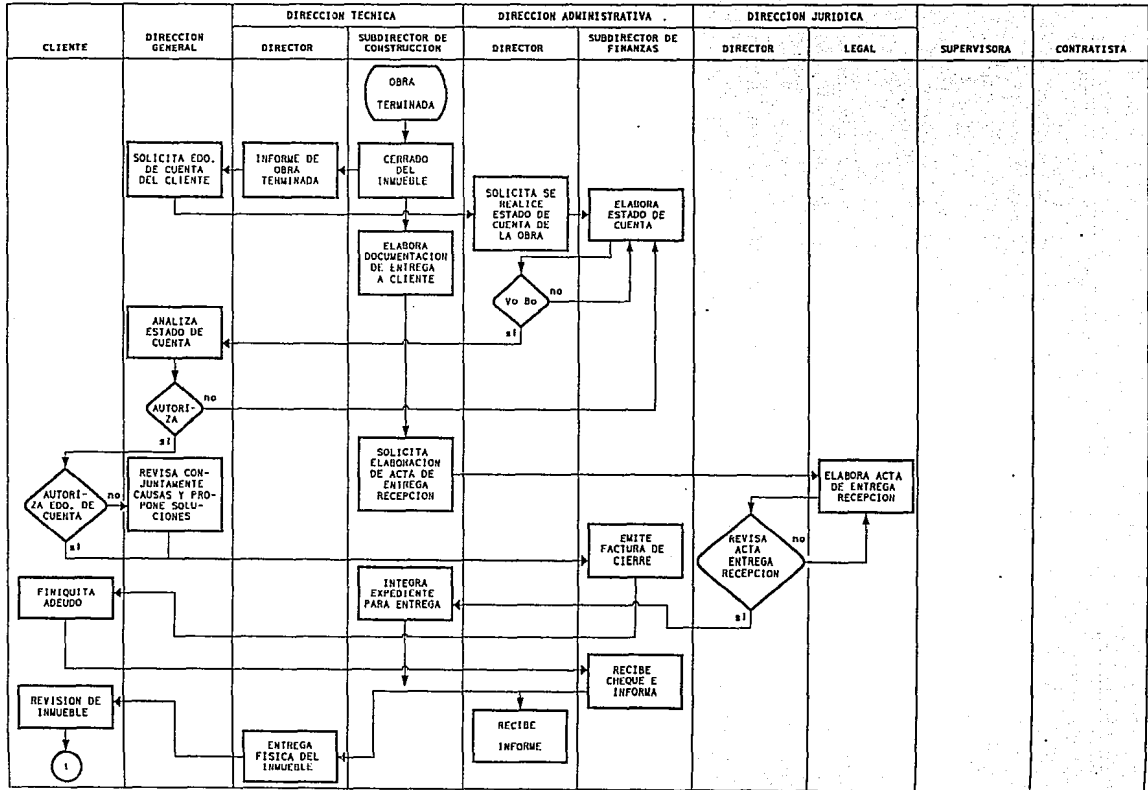 DIRECCION TECNICA
DIRECCION ADMINISTRATIVA .
DIRECCION JURIDICA
CLIENTE
DIRECCION
GENERAL
DIRECTOR
SUBDIRECTOR DE
CONSTRUCCION
DIRECTOR
SUBDIRECTOR DE
FINANZAS
DIRECTOR
LEGAL
SUPERVISORA
CONTRATISTA
OBRA
TERMINADA
SOLICITA EDO.
DE CUENTA
DEL CLIENTE
INFORME DE
OBRA
TERMINADA
CERRADO
DEL
INMUEBLE
SOLICITA SE
REALICE
ESTADO DE
CUENTA DE
LA OBRA
ELABORA
ESTADO DE
CUENTA
ELABORA
DOCUMENTACION
DE ENTREGA
A CLIENTE
Vo Bo
no
sí
ANALIZA
ESTADO DE
CUENTA
AUTORI-
ZA
no
sí
SOLICITA
ELABORACION
DE ACTA DE
ENTREGA
RECEPCION
ELABORA ACTA
DE ENTREGA
RECEPCION
AUTORI-
ZA EDO. DE
CUENTA
no
sí
REVISA CON-
JUNTAMENTE
CAUSAS Y PRO-
PONE SOLU-
CIONES
EMITE
FACTURA DE
CIERRE
REVISA
ACTA
ENTREGA
RECEPCION
no
sí
FINIQUITA
ADEUDO
INTEGRA
EXPEDIENTE
PARA ENTREGA
RECIBE
CHEQUE E
INFORMA
REVISION DE
INMUEBLE
RECIBE
INFORME
ENTREGA
FISICA DEL
INMUEBLE
1